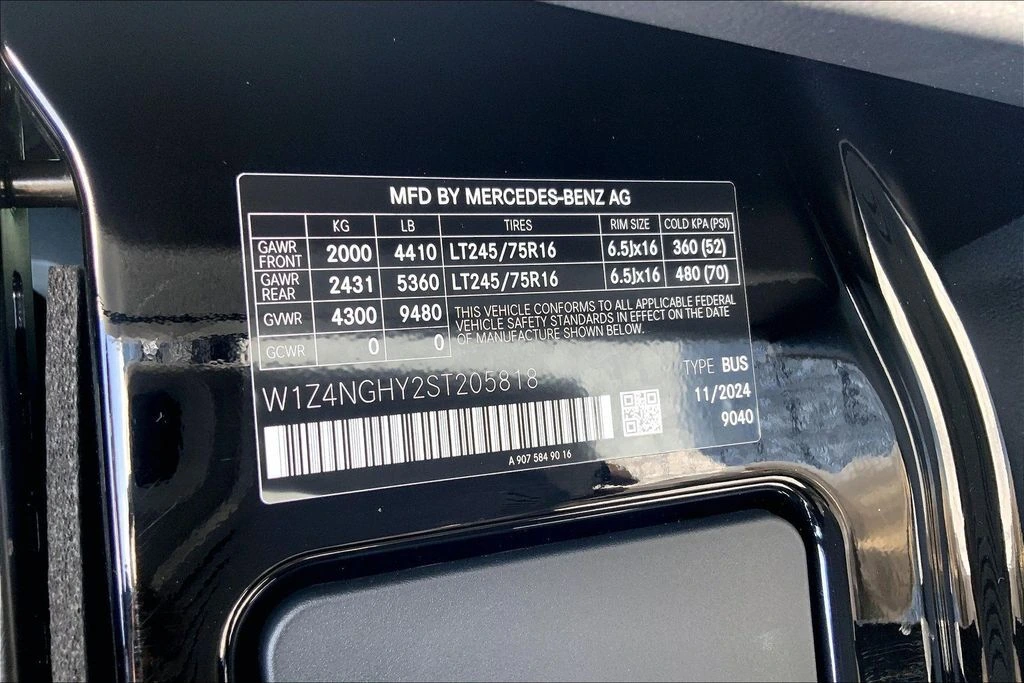 MFD BY MERCEDES-BENZ AG
KG LB TIRES RIM SIZE COLD KPA (PSI)
GAWR FRONT 2000 4410 LT245/75R16 6.5Jx16 360 (52)
GAWR REAR 2431 5360 LT245/75R16 6.5Jx16 480 (70)
GVWR 4300 9480
THIS VEHICLE CONFORMS TO ALL APPLICABLE FEDERAL
VEHICLE SAFETY STANDARDS IN EFFECT ON THE DATE
OF MANUFACTURE SHOWN BELOW.
GCWR 0 0
W1Z4NGHY2ST205818
TYPE BUS
11/2024
9040
A 907 584 90 16